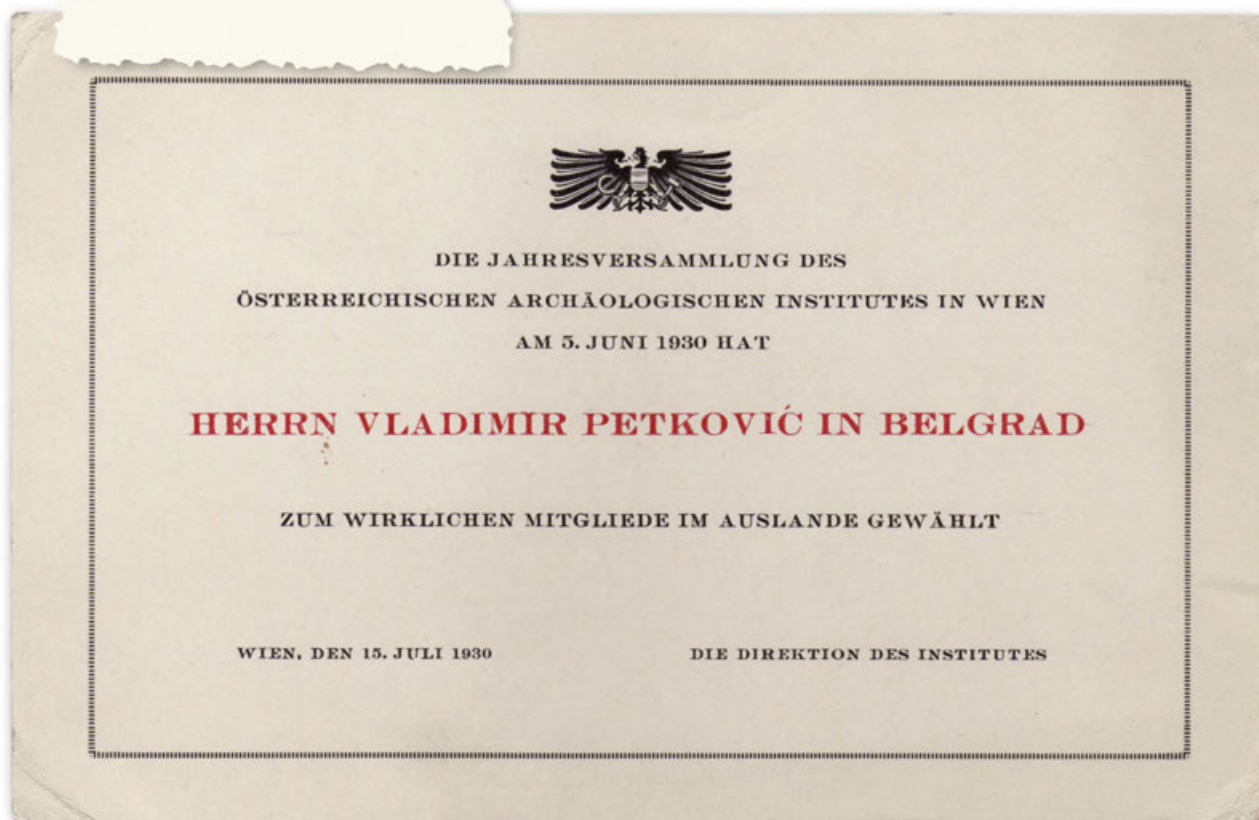 DIE JAHRESVERSAMMLUNG DES
ÖSTERREICHISCHEN ARCHÄOLOGISCHEN INSTITUTES IN WIEN
AM 5. JUNI 1930 HAT
HERRN VLADIMIR PETKOVIĆ IN BELGRAD
ZUM WIRKLICHEN MITGLIEDE IM AUSLANDE GEWÄHLT
WIEN, DEN 15. JULI 1930
DIE DIREKTION DES INSTITUTES